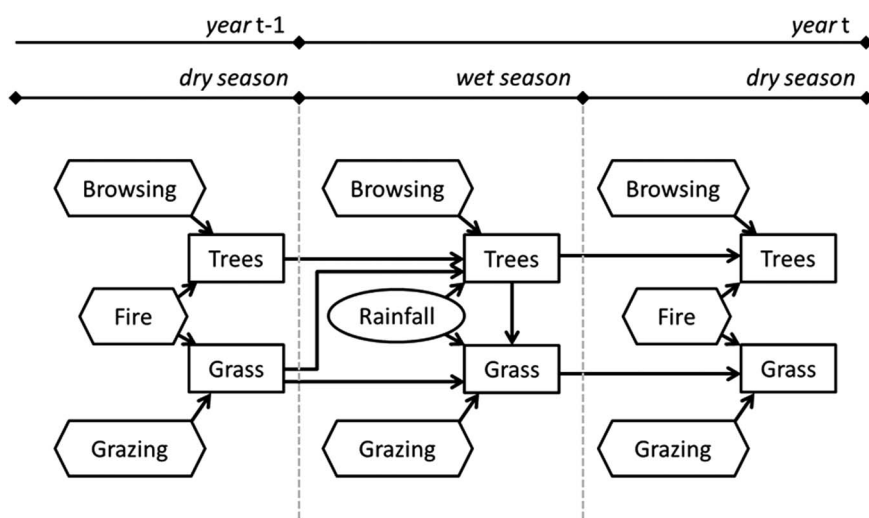 year t-1 year t
dry season wet season dry season
Browsing Browsing Browsing
Trees Trees Trees
Fire Rainfall Fire
Grass Grass Grass
Grazing Grazing Grazing